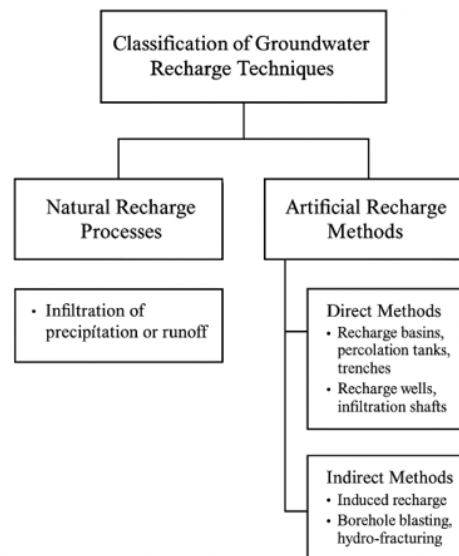 Classification of Groundwater
Recharge Techniques
Natural Recharge
Processes
• Infiltration of
precipitation or runoff
Artificial Recharge
Methods
Direct Methods
• Recharge basins,
percolation tanks,
trenches
• Recharge wells,
infiltration shafts
Indirect Methods
• Induced recharge
• Borehole blasting,
hydro-fracturing